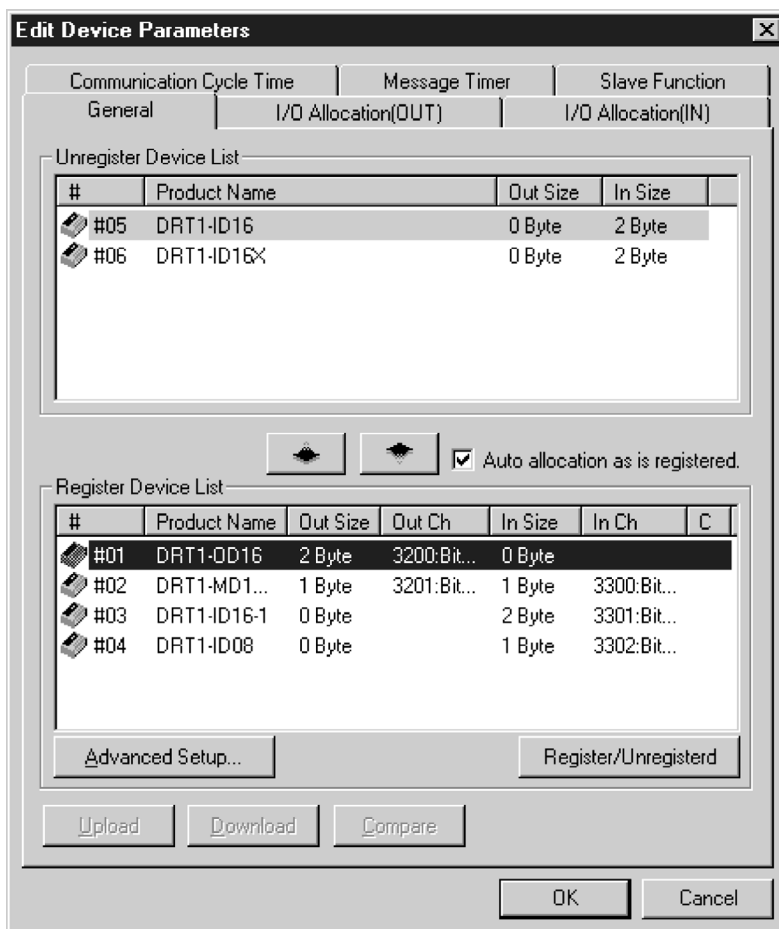 Edit Device Parameters
Communication Cycle Time Message Timer Slave Function
General I/O Allocation(OUT) I/O Allocation(IN)
Unregister Device List
# Product Name Out Size In Size
#05 DRT1-ID16 0 Byte 2 Byte
#06 DRT1-ID16X 0 Byte 2 Byte
Auto allocation as is registered.
Register Device List
# Product Name Out Size Out Ch In Size In Ch C
#01 DRT1-OD16 2 Byte 3200:Bit... 0 Byte
#02 DRT1-MD1... 1 Byte 3201:Bit... 1 Byte 3300:Bit...
#03 DRT1-ID16-1 0 Byte 2 Byte 3301:Bit...
#04 DRT1-ID08 0 Byte 1 Byte 3302:Bit...
Advanced Setup... Register/Unregisterd
Upload Download Compare
OK Cancel